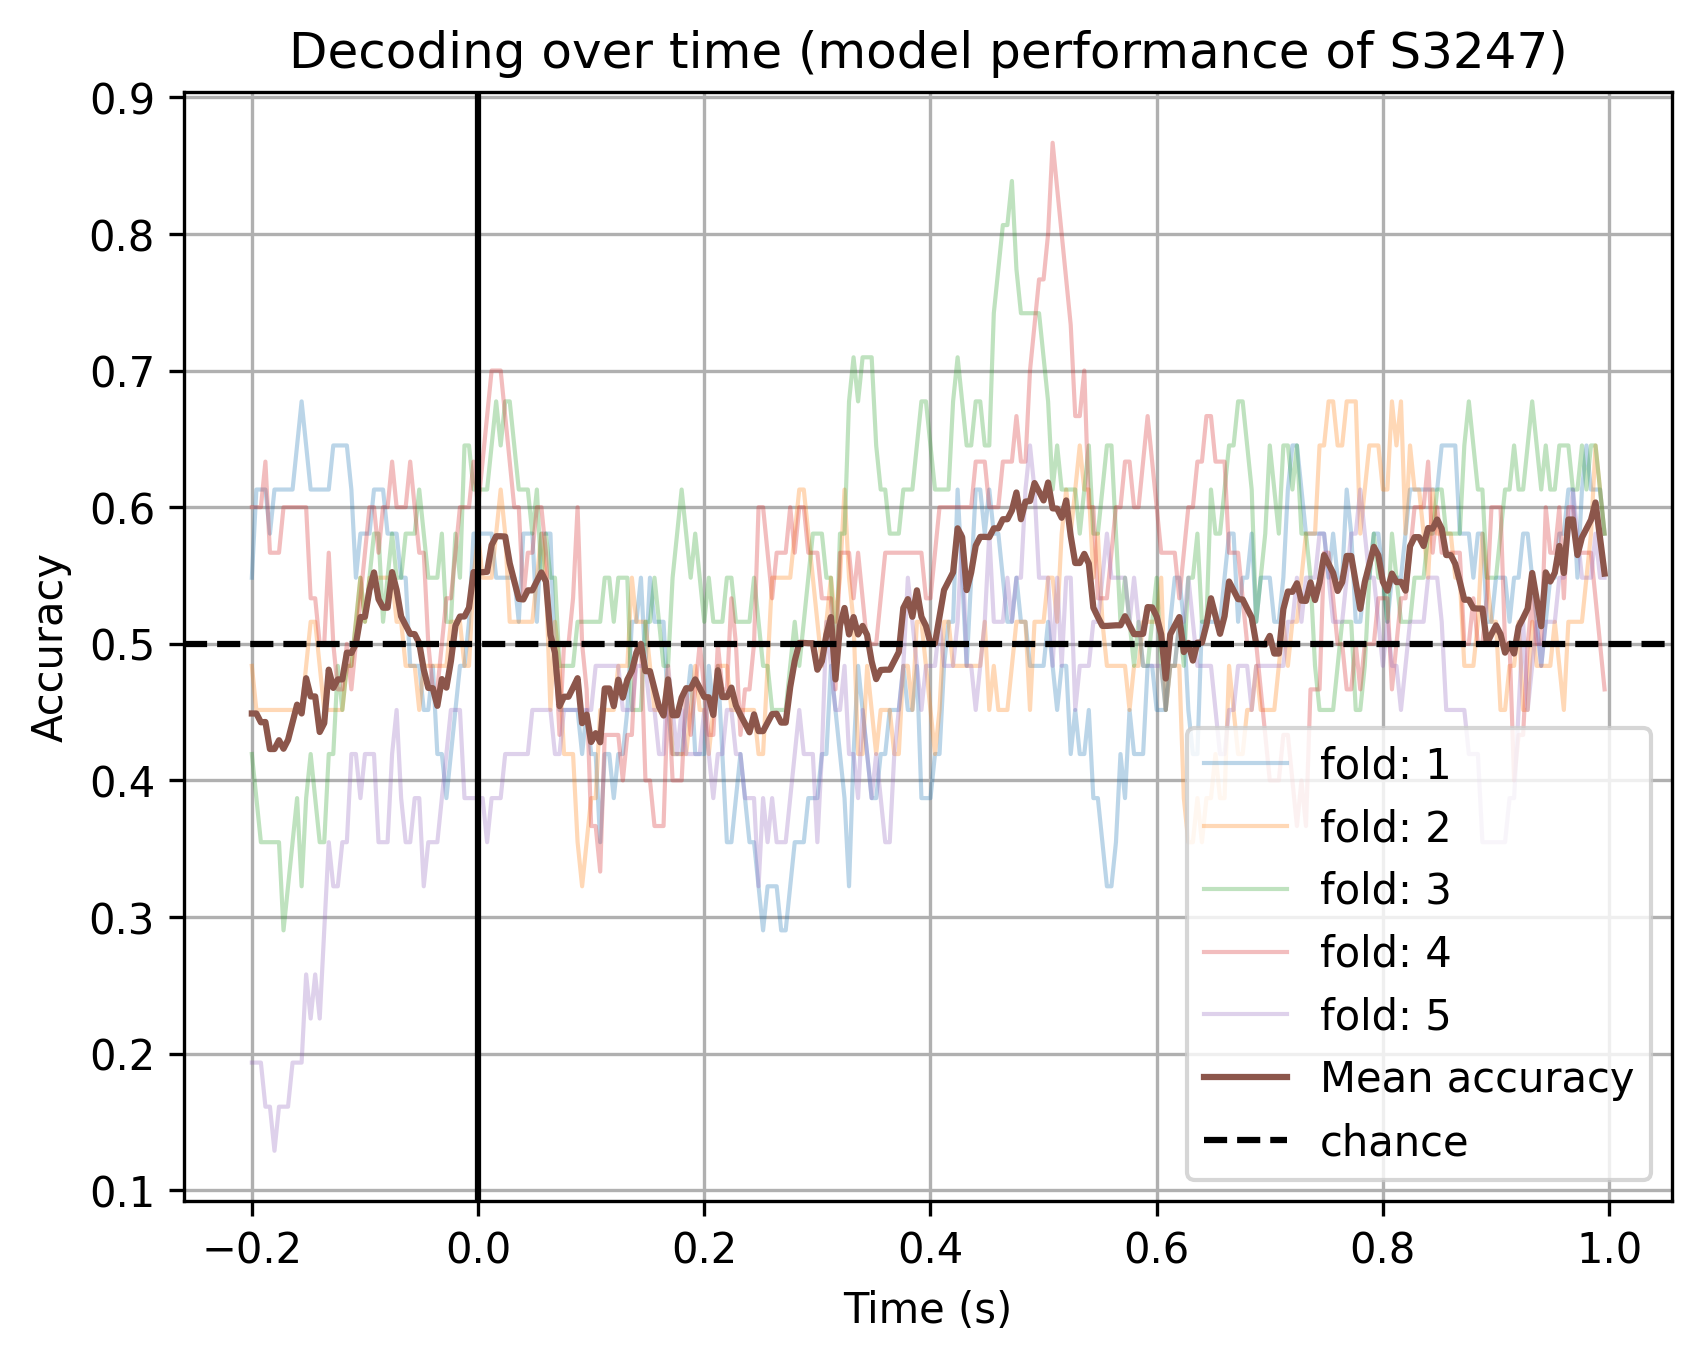 Decoding over time (model performance of S3247)
Accuracy
0.9
0.8
0.7
0.6
0.5
0.4
0.3
0.2
0.1
−0.2 0.0 0.2 0.4 0.6 0.8 1.0
Time (s)
fold: 1
fold: 2
fold: 3
fold: 4
fold: 5
Mean accuracy
chance